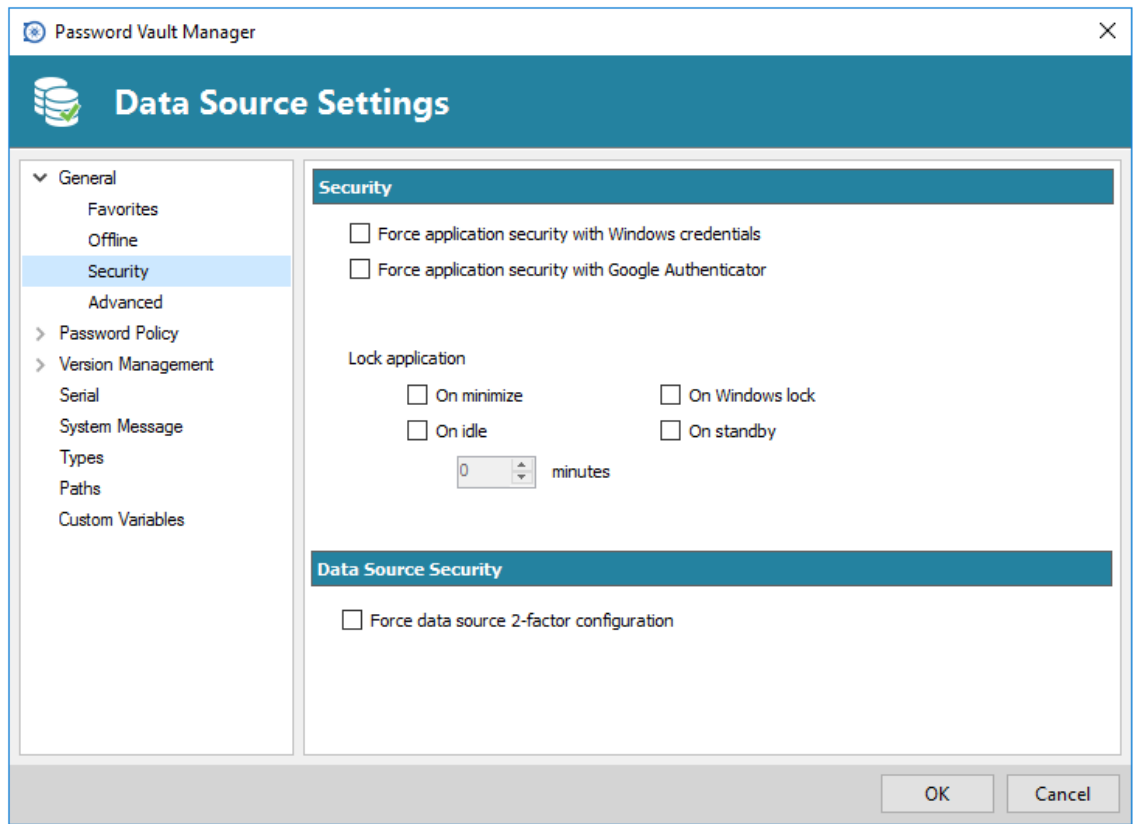 Password Vault Manager
Data Source Settings
General
Favorites
Offline
Security
Advanced
Password Policy
Version Management
Serial
System Message
Types
Paths
Custom Variables
Security
Force application security with Windows credentials
Force application security with Google Authenticator
Lock application
On minimize On Windows lock
On idle On standby
0 minutes
Data Source Security
Force data source 2-factor configuration
OK Cancel